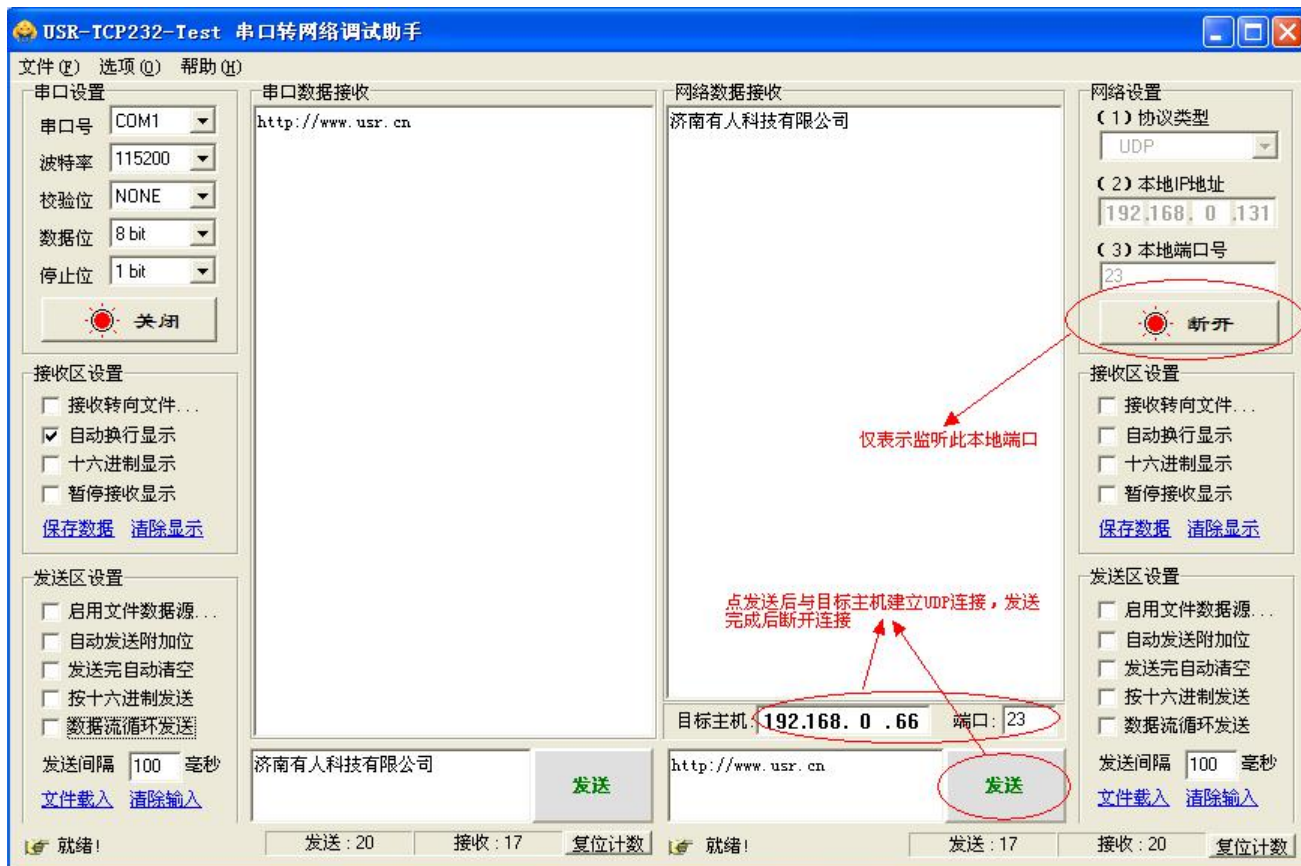 USR-TCP232-Test 串口转网络调试助手
文件(F) 选项(O) 帮助(H)
串口设置
串口号 COM1
波特率 115200
校验位 NONE
数据位 8 bit
停止位 1 bit
关闭
接收区设置
接收转向文件...
自动换行显示
十六进制显示
暂停接收显示
保存数据 清除显示
发送区设置
启用文件数据源...
自动发送附加位
发送完自动清空
按十六进制发送
数据流循环发送
发送间隔 100 毫秒
文件载入 清除输入
就绪!
串口数据接收
http://www.usr.cn
济南有人科技有限公司
发送
发送 : 20 接收 : 17 复位计数
网络数据接收
济南有人科技有限公司
仅表示监听此本地端口
点发送后与目标主机建立UDP连接，发送
完成后断开连接
目标主机: 192.168. 0 .66 端口: 23
http://www.usr.cn
发送
就绪!
发送 : 17 接收 : 20 复位计数
网络设置
(1) 协议类型
UDP
(2) 本地IP地址
192.168. 0 .131
(3) 本地端口号
23
断开
接收区设置
接收转向文件...
自动换行显示
十六进制显示
暂停接收显示
保存数据 清除显示
发送区设置
启用文件数据源...
自动发送附加位
发送完自动清空
按十六进制发送
数据流循环发送
发送间隔 100 毫秒
文件载入 清除输入